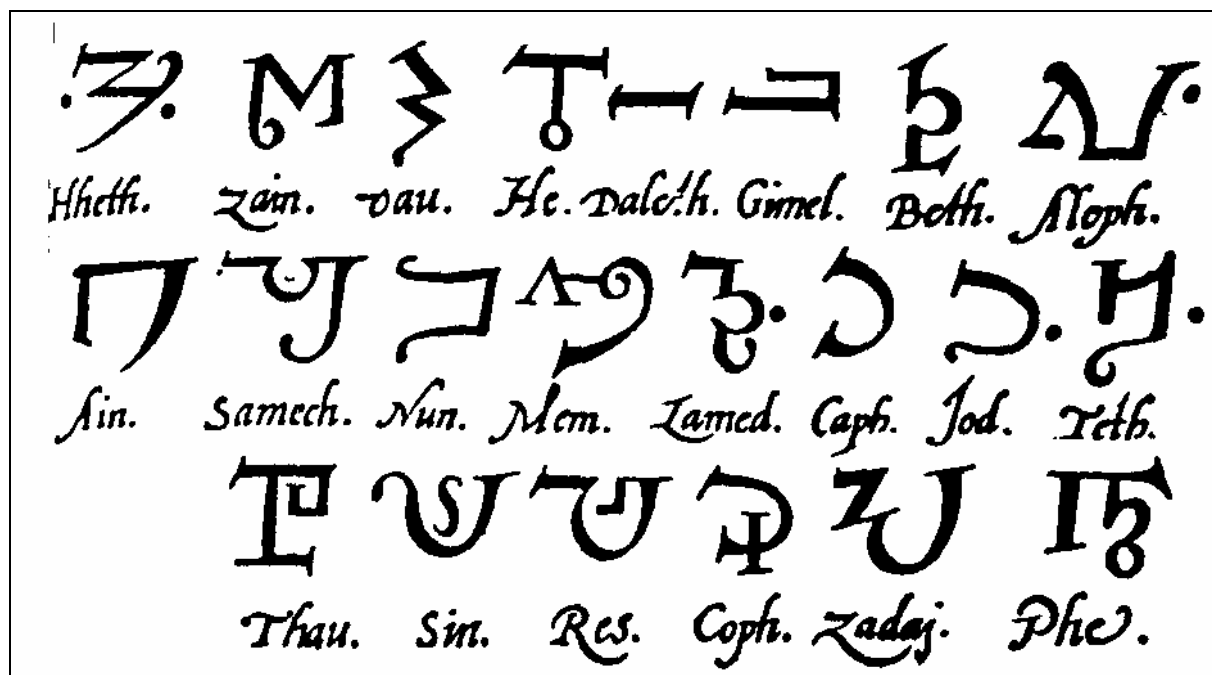 Hheth. Zain. Vau. He. Daleth. Gimel. Beth. Aleph.
Ain. Samech. Nun. Mem. Lamed. Caph. Jod. Teth.
Thau. Sin. Res. Coph. Zadaj. Phe.